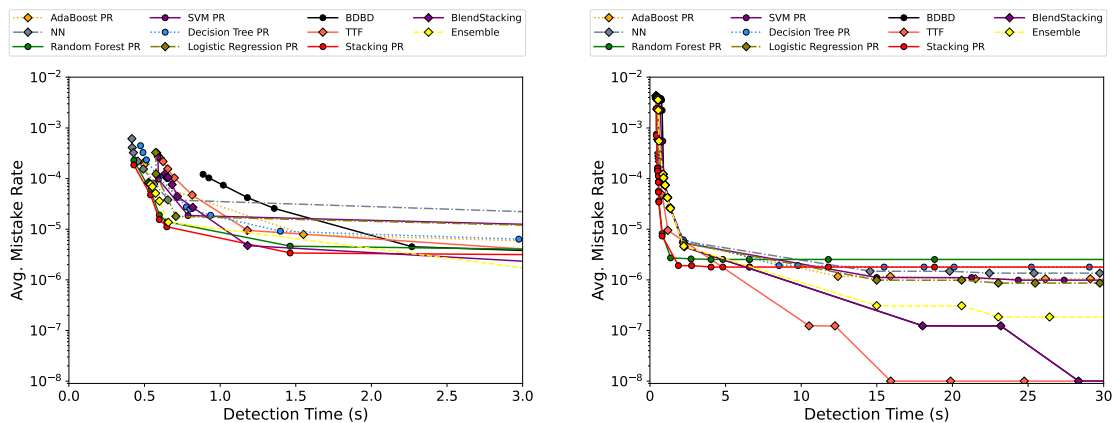 AdaBoost PR SVM PR BDBD BlendStacking
NN Decision Tree PR TTF Ensemble
Random Forest PR Logistic Regression PR Stacking PR
10⁻²
10⁻³
10⁻⁴
10⁻⁵
10⁻⁶
10⁻⁷
10⁻⁸
Avg. Mistake Rate
0.0 0.5 1.0 1.5 2.0 2.5 3.0
Detection Time (s)
AdaBoost PR SVM PR BDBD BlendStacking
NN Decision Tree PR TTF Ensemble
Random Forest PR Logistic Regression PR Stacking PR
10⁻²
10⁻³
10⁻⁴
10⁻⁵
10⁻⁶
10⁻⁷
10⁻⁸
Avg. Mistake Rate
0 5 10 15 20 25 30
Detection Time (s)